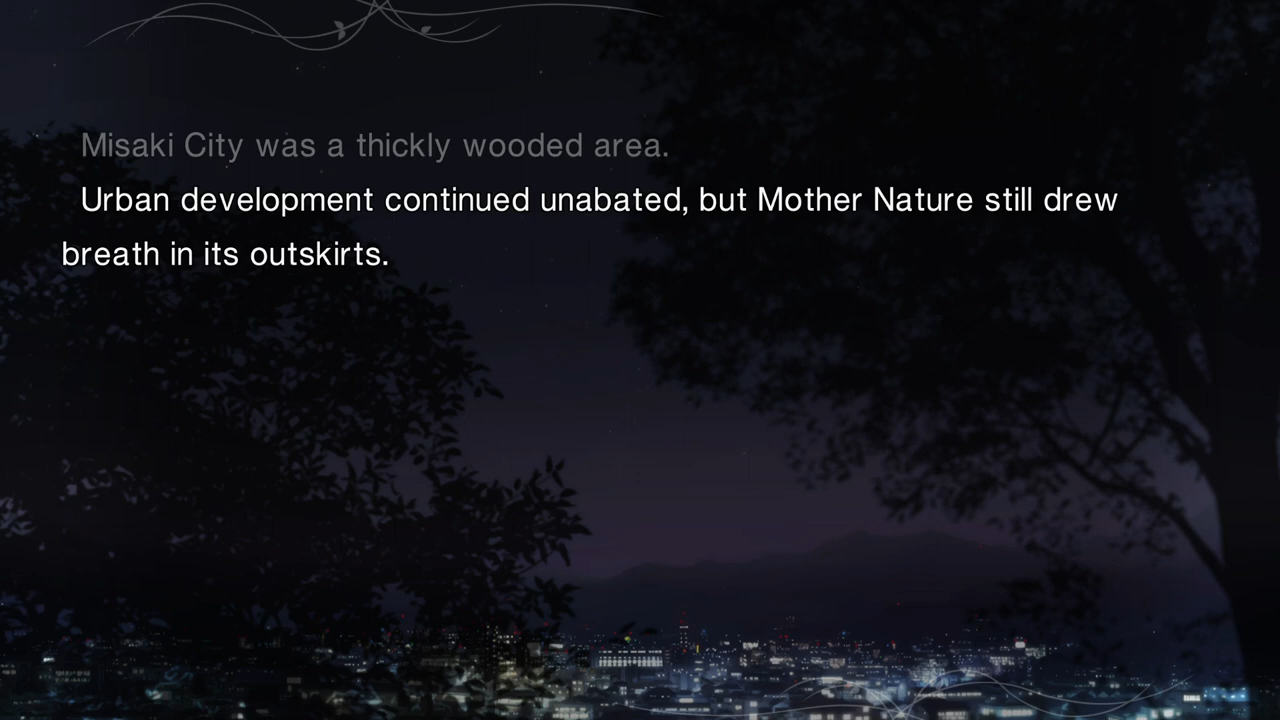 Misaki City was a thickly wooded area.
Urban development continued unabated, but Mother Nature still drew
breath in its outskirts.